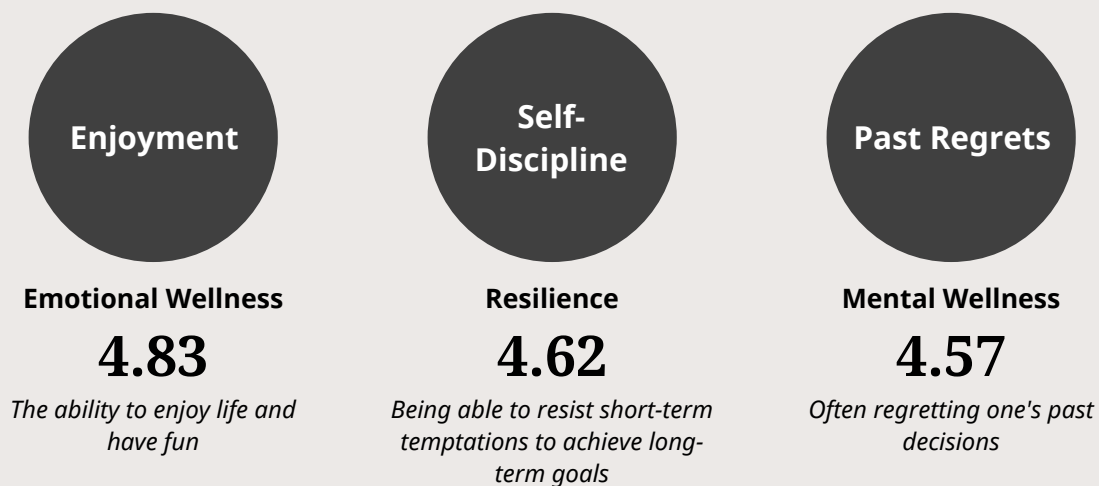 Enjoyment
Emotional Wellness
4.83
The ability to enjoy life and
have fun
Self-
Discipline
Resilience
4.62
Being able to resist short-term
temptations to achieve long-
term goals
Past Regrets
Mental Wellness
4.57
Often regretting one's past
decisions